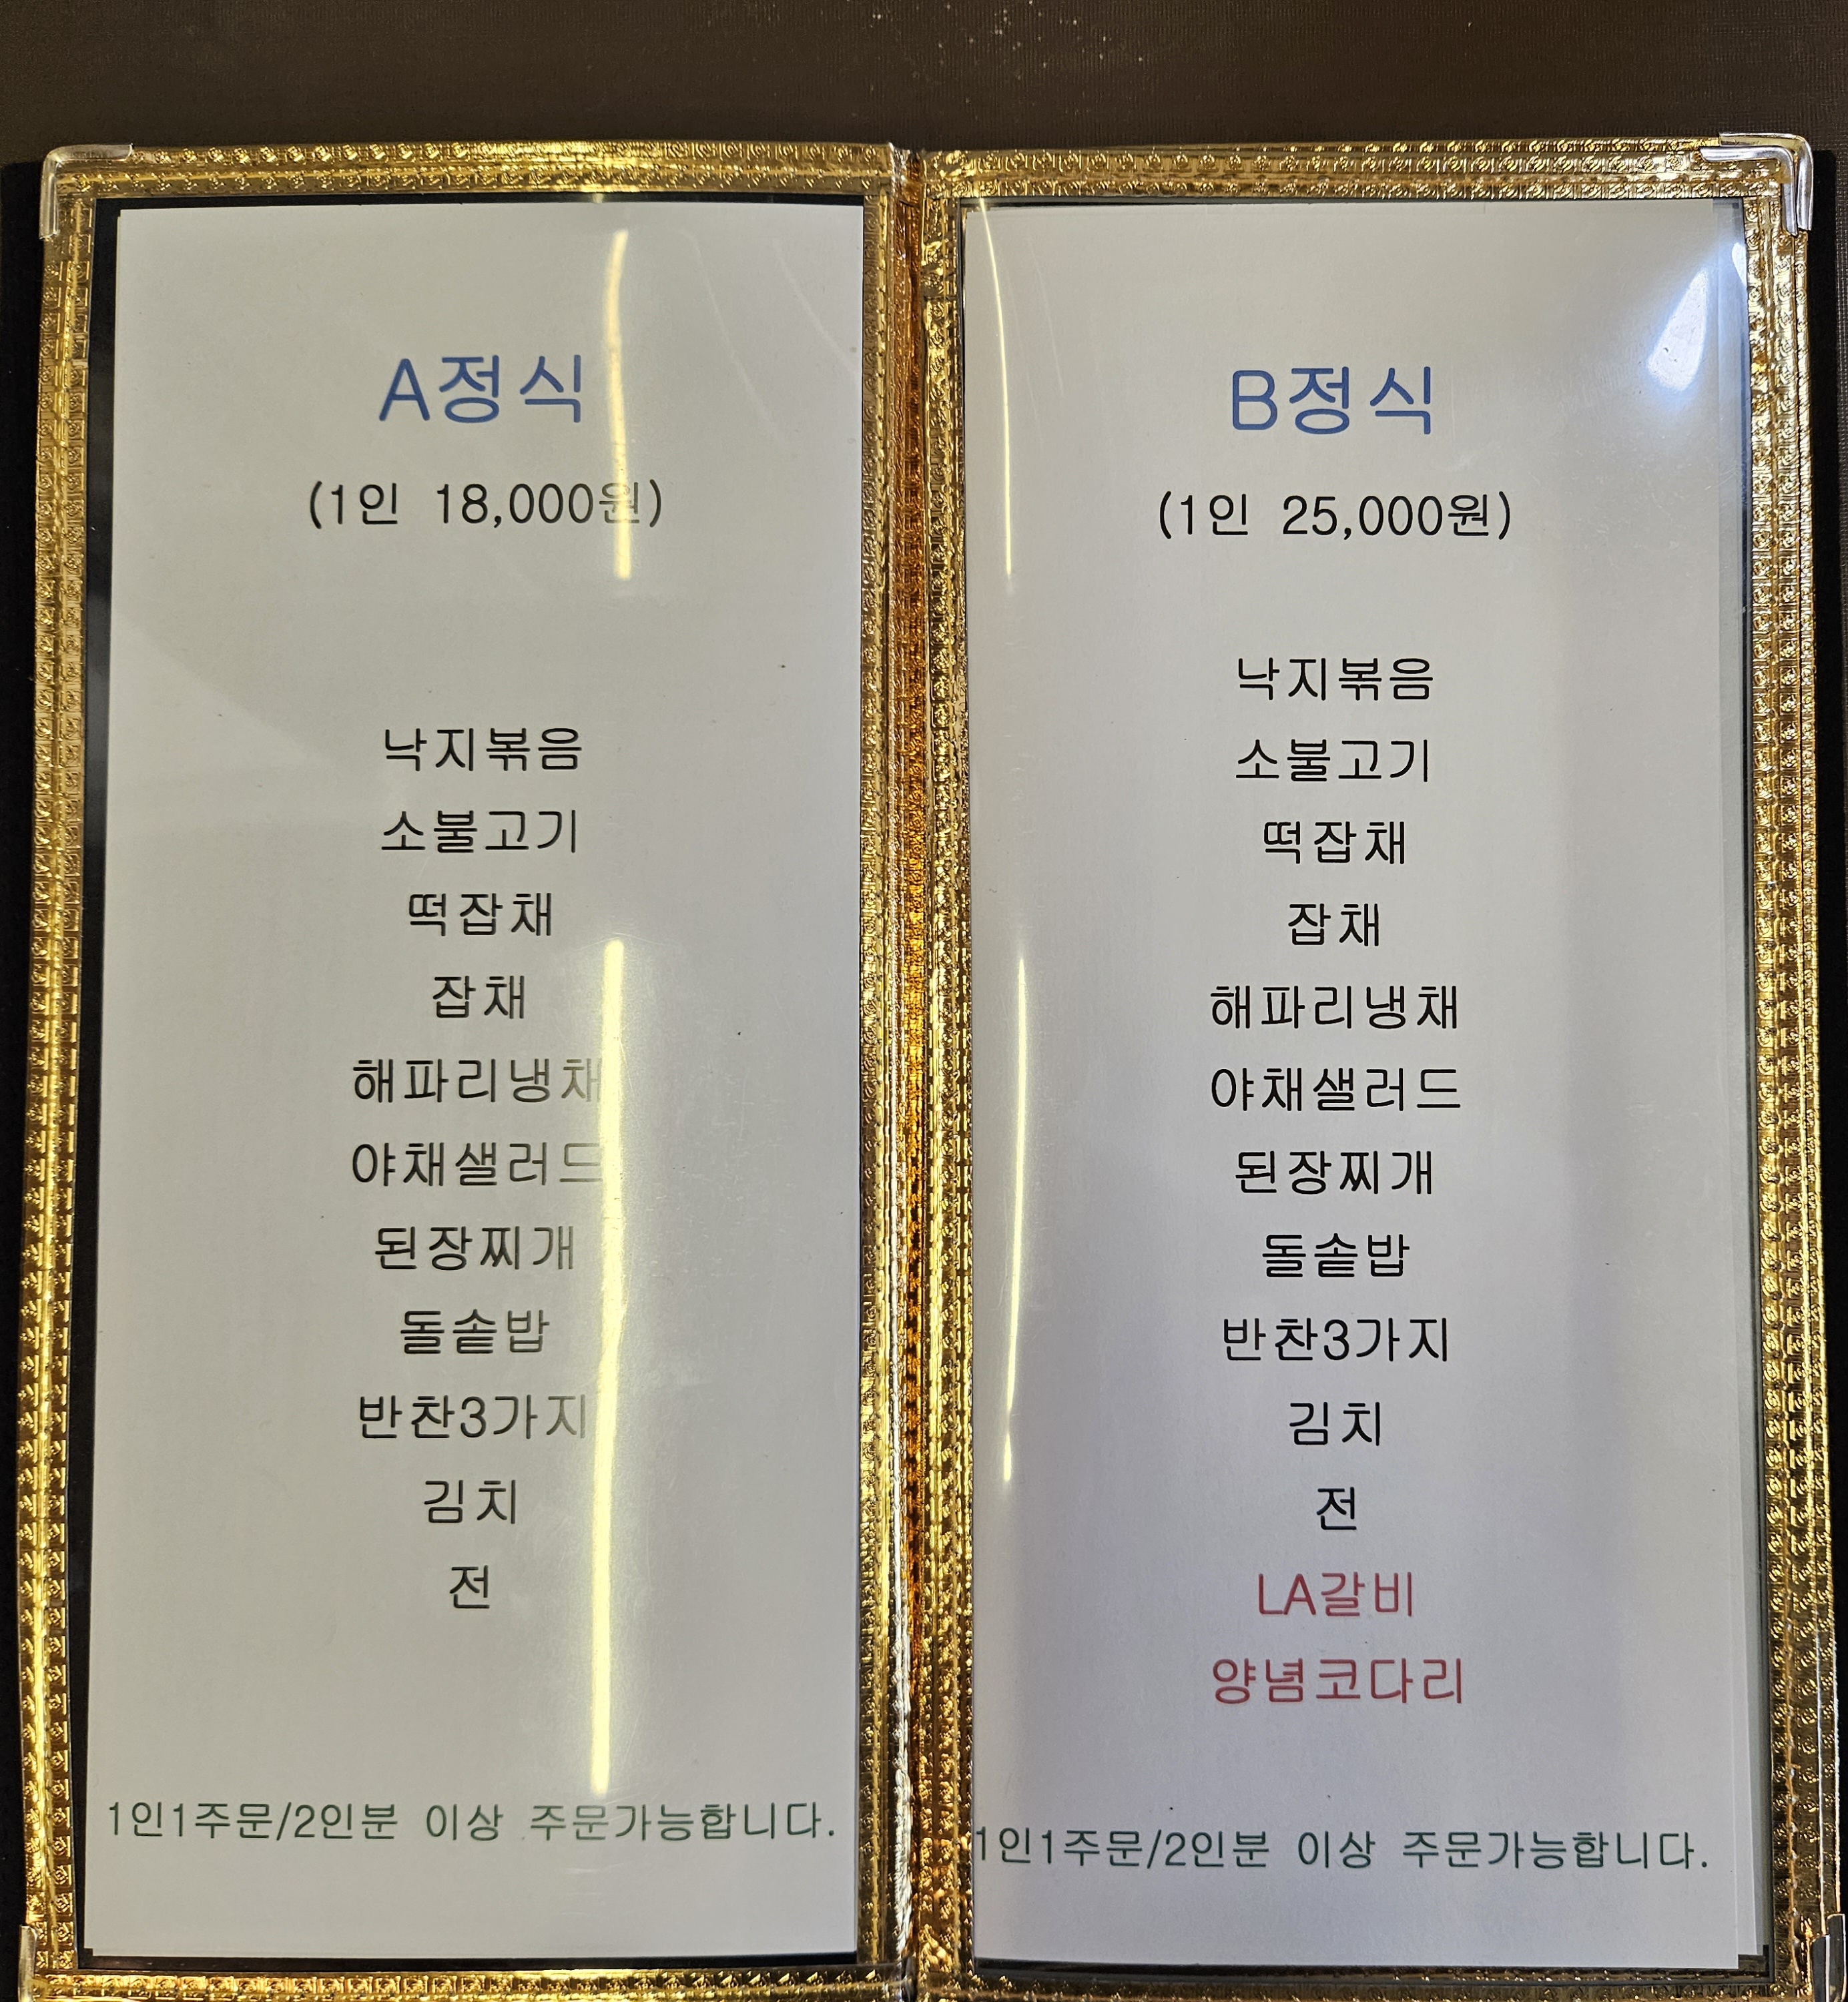 A정식
(1인 18,000원)
낙지볶음
소불고기
떡잡채
잡채
해파리냉채
야채샐러드
된장찌개
돌솥밥
반찬3가지
김치
전
1인1주문/2인분 이상 주문가능합니다.
B정식
(1인 25,000원)
낙지볶음
소불고기
떡잡채
잡채
해파리냉채
야채샐러드
된장찌개
돌솥밥
반찬3가지
김치
전
LA갈비
양념코다리
1인1주문/2인분 이상 주문가능합니다.